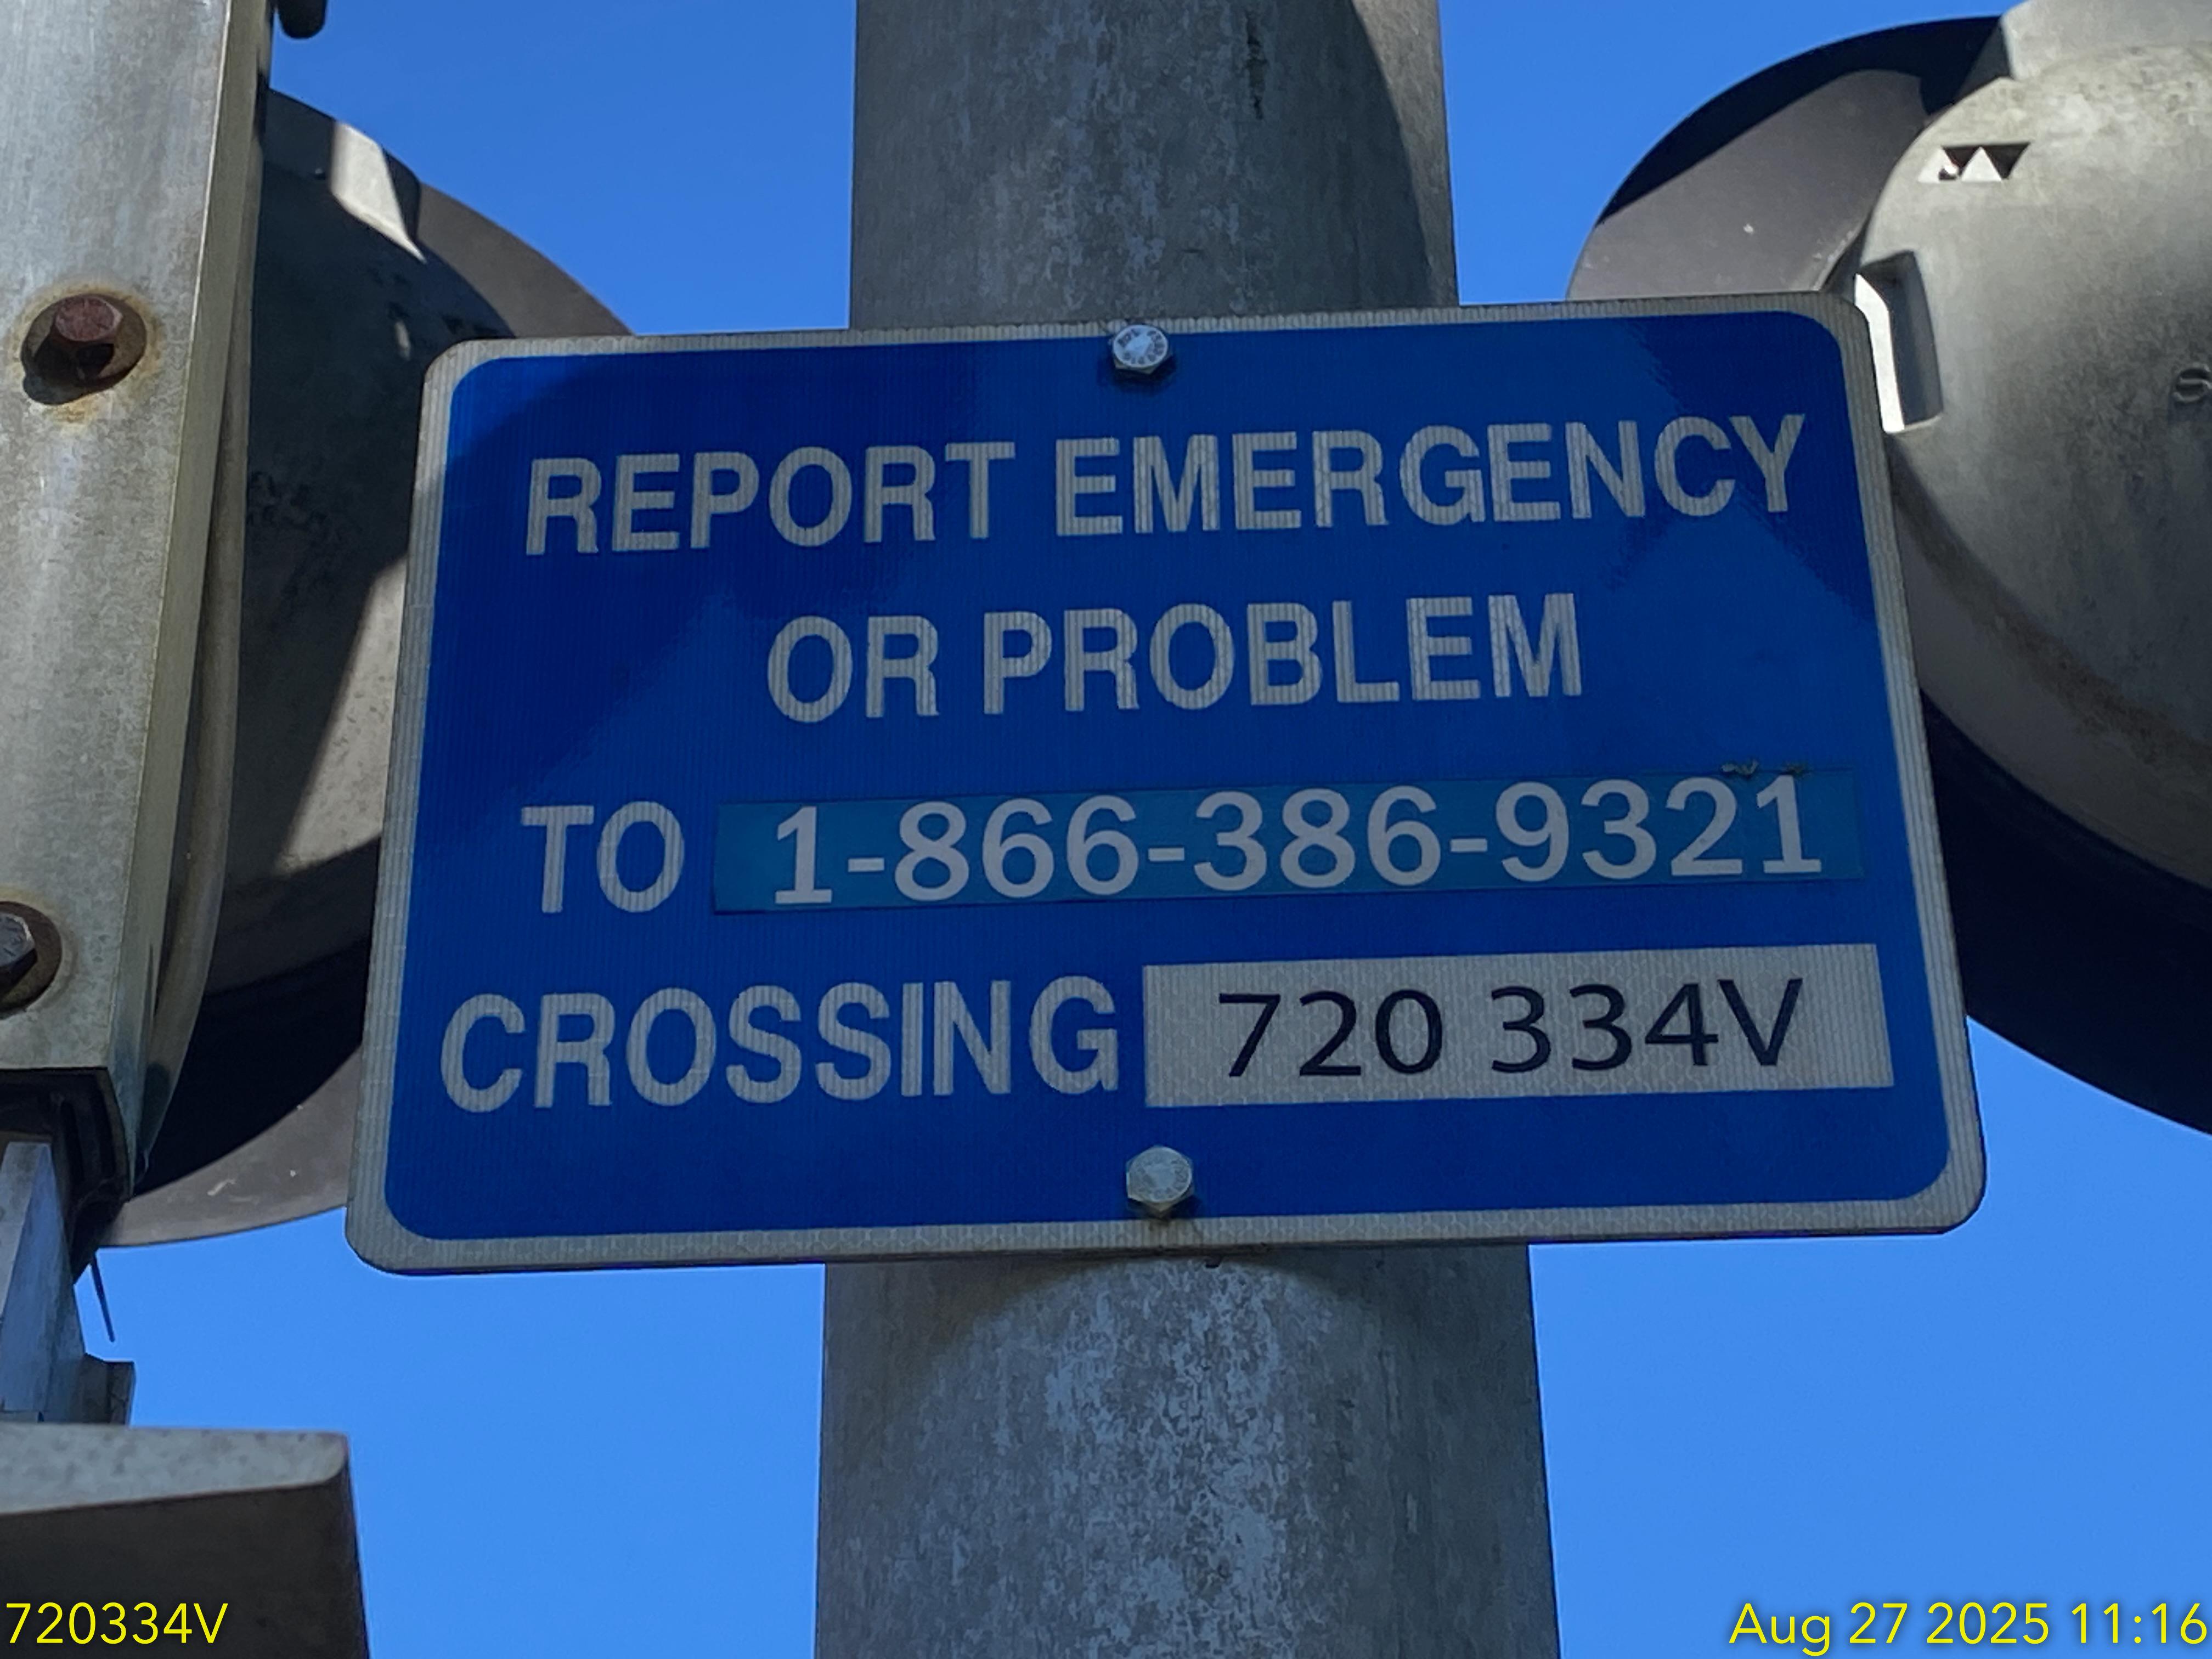 REPORT EMERGENCY
OR PROBLEM
TO 1-866-386-9321
CROSSING 720 334V
720334V
Aug 27 2025 11:16